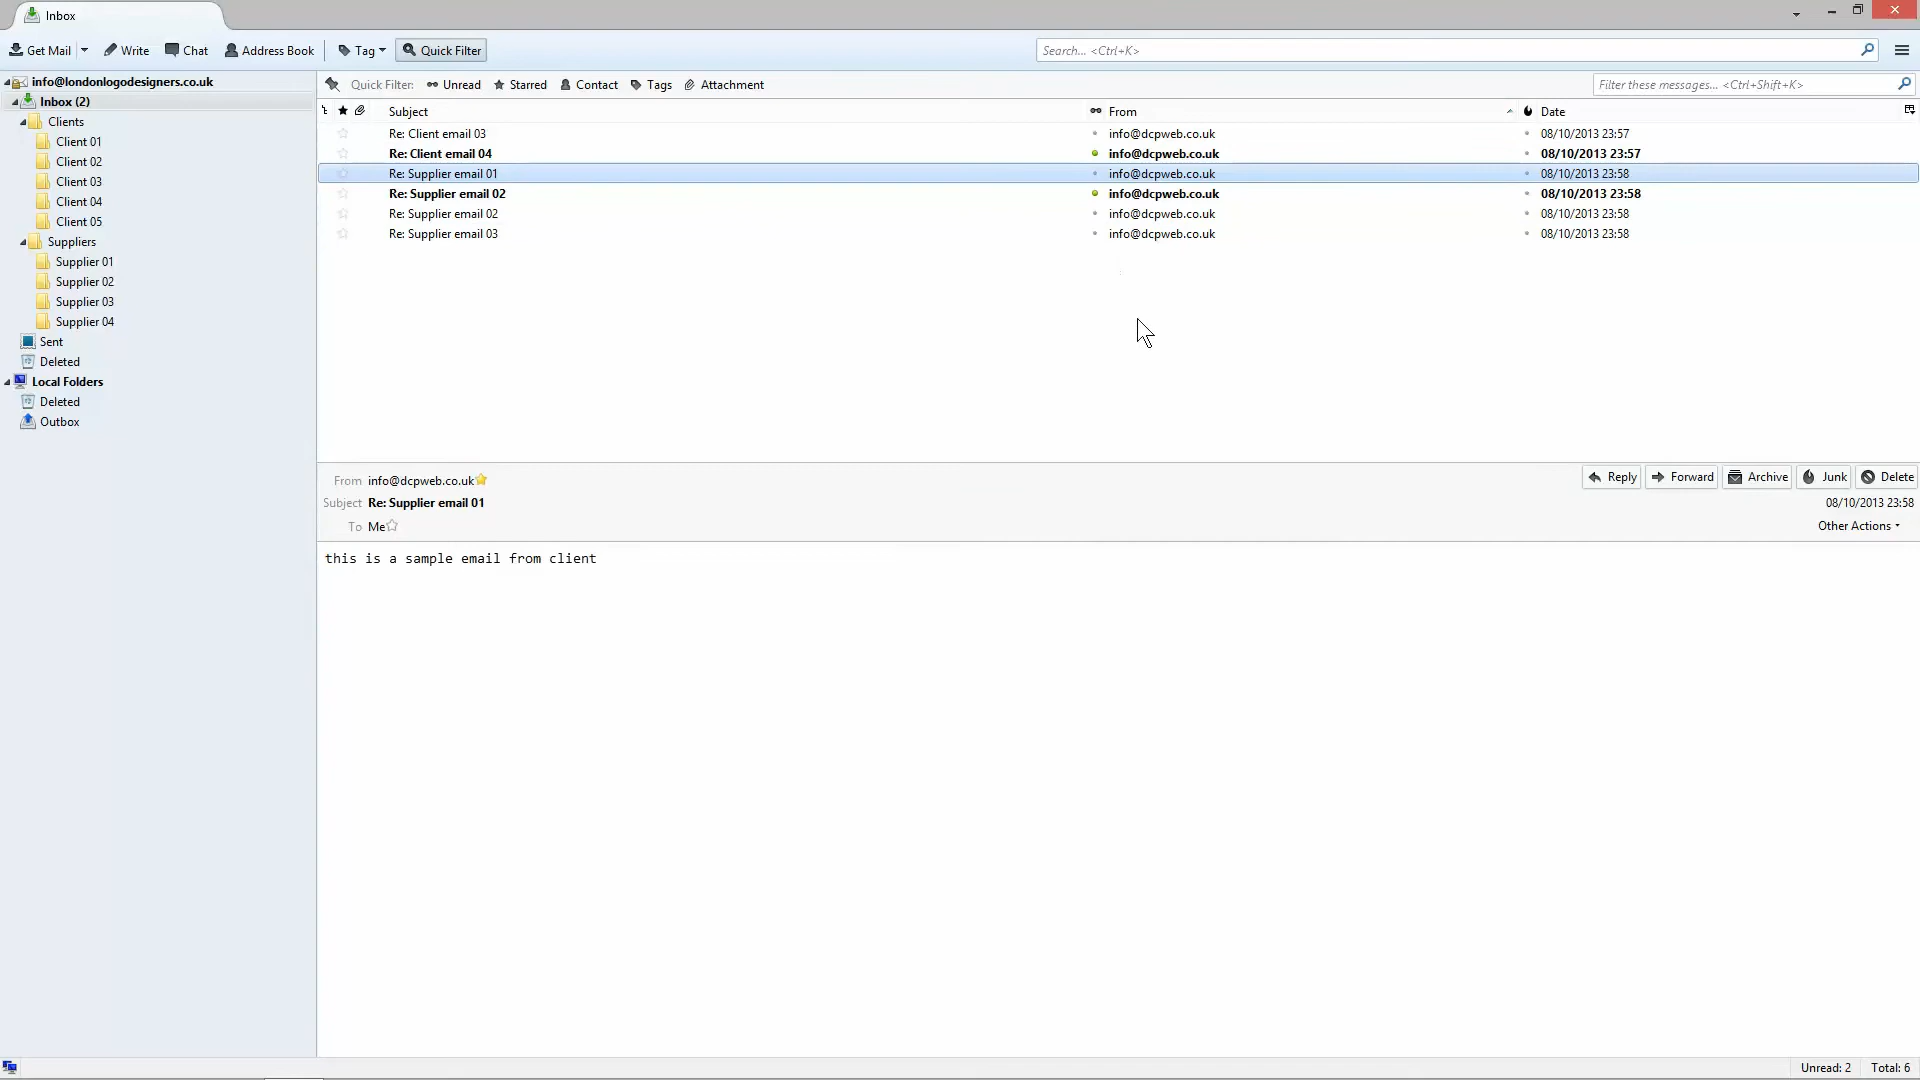 Inbox
Get Mail Write Chat Address Book Tag Quick Filter Search... <Ctrl+K>
info@londonlogodesigners.co.uk
Inbox (2)
Clients
Client 01
Client 02
Client 03
Client 04
Client 05
Suppliers
Supplier 01
Supplier 02
Supplier 03
Supplier 04
Sent
Deleted
Local Folders
Deleted
Outbox
Quick Filter: Unread Starred Contact Tags Attachment Filter these messages... <Ctrl+Shift+K>
Subject From Date
Re: Client email 03 info@dcpweb.co.uk 08/10/2013 23:57
Re: Client email 04 info@dcpweb.co.uk 08/10/2013 23:57
Re: Supplier email 01 info@dcpweb.co.uk 08/10/2013 23:58
Re: Supplier email 02 info@dcpweb.co.uk 08/10/2013 23:58
Re: Supplier email 02 info@dcpweb.co.uk 08/10/2013 23:58
Re: Supplier email 03 info@dcpweb.co.uk 08/10/2013 23:58
From info@dcpweb.co.uk Reply Forward Archive Junk Delete
Subject Re: Supplier email 01 08/10/2013 23:58
To Me Other Actions
this is a sample email from client
Unread: 2 Total: 6